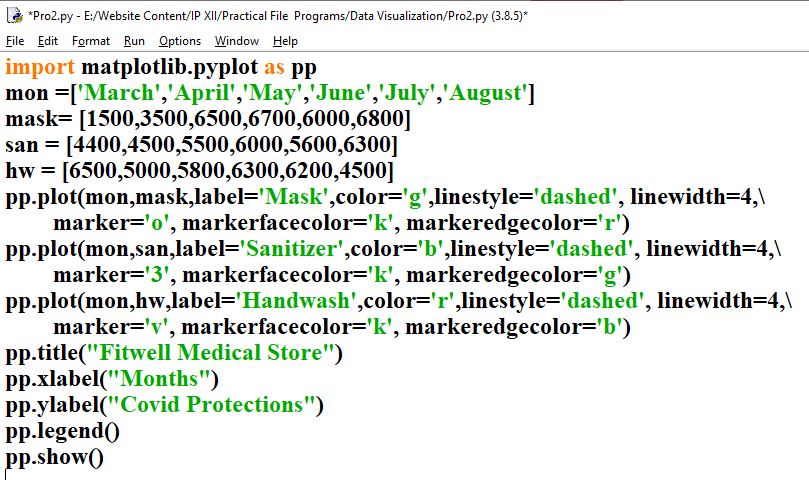 *Pro2.py - E:/Website Content/IP XII/Practical File  Programs/Data Visualization/Pro2.py (3.8.5)*
File Edit Format Run Options Window Help
import matplotlib.pyplot as pp
mon =['March','April','May','June','July','August']
mask= [1500,3500,6500,6700,6000,6800]
san = [4400,4500,5500,6000,5600,6300]
hw = [6500,5000,5800,6300,6200,4500]
pp.plot(mon,mask,label='Mask',color='g',linestyle='dashed', linewidth=4,\
        marker='o', markerfacecolor='k', markeredgecolor='r')
pp.plot(mon,san,label='Sanitizer',color='b',linestyle='dashed', linewidth=4,\
        marker='3', markerfacecolor='k', markeredgecolor='g')
pp.plot(mon,hw,label='Handwash',color='r',linestyle='dashed', linewidth=4,\
        marker='v', markerfacecolor='k', markeredgecolor='b')
pp.title("Fitwell Medical Store")
pp.xlabel("Months")
pp.ylabel("Covid Protections")
pp.legend()
pp.show()